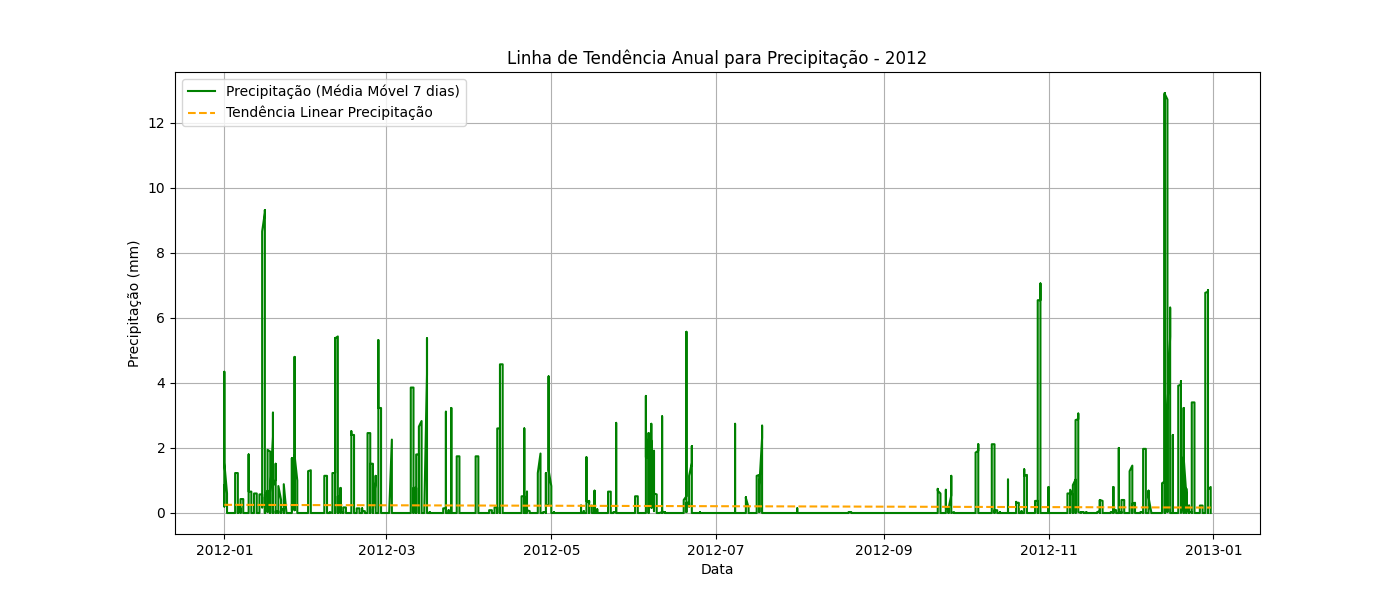 Linha de Tendência Anual para Precipitação - 2012
Precipitação (Média Móvel 7 dias)
Tendência Linear Precipitação
Precipitação (mm)
12
10
8
6
4
2
0
2012-01
2012-03
2012-05
2012-07
2012-09
2012-11
2013-01
Data